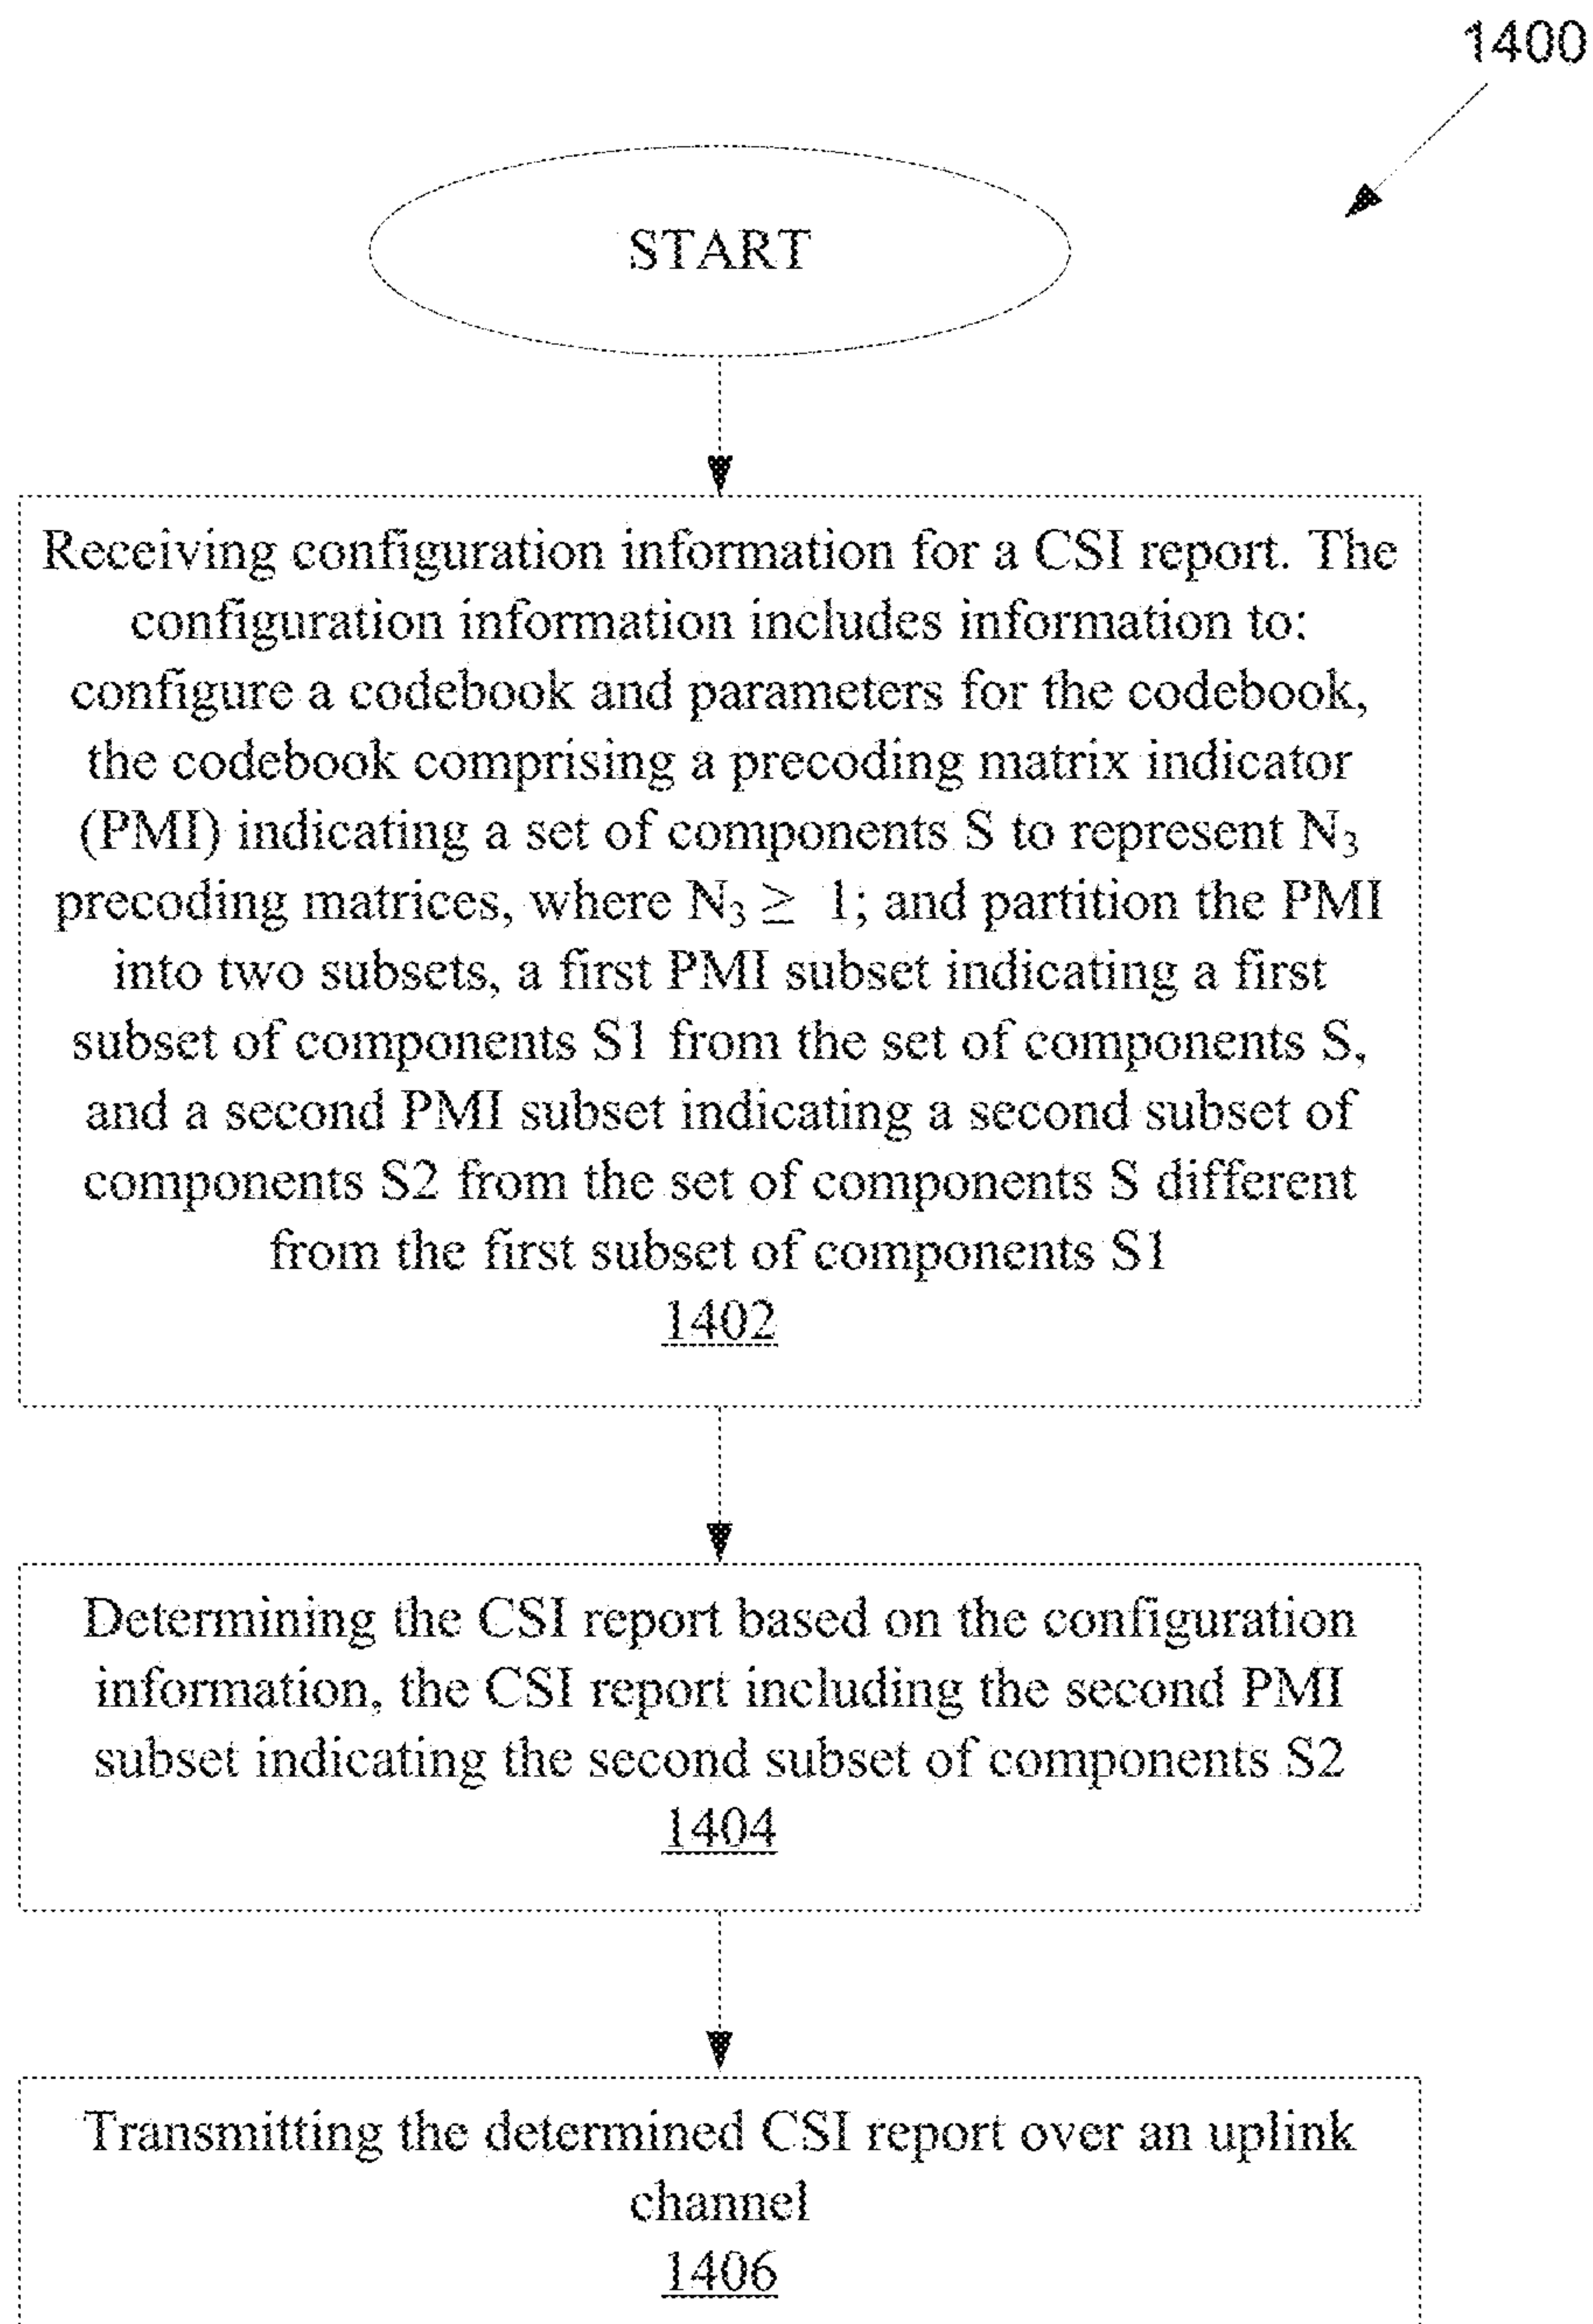 1400
START
Receiving configuration information for a CSI report. The
configuration information includes information to:
configure a codebook and parameters for the codebook,
the codebook comprising a precoding matrix indicator
(PMI) indicating a set of components S to represent N₃
precoding matrices, where N₃ ≥ 1; and partition the PMI
into two subsets, a first PMI subset indicating a first
subset of components S1 from the set of components S,
and a second PMI subset indicating a second subset of
components S2 from the set of components S different
from the first subset of components S1
1402
Determining the CSI report based on the configuration
information, the CSI report including the second PMI
subset indicating the second subset of components S2
1404
Transmitting the determined CSI report over an uplink
channel
1406